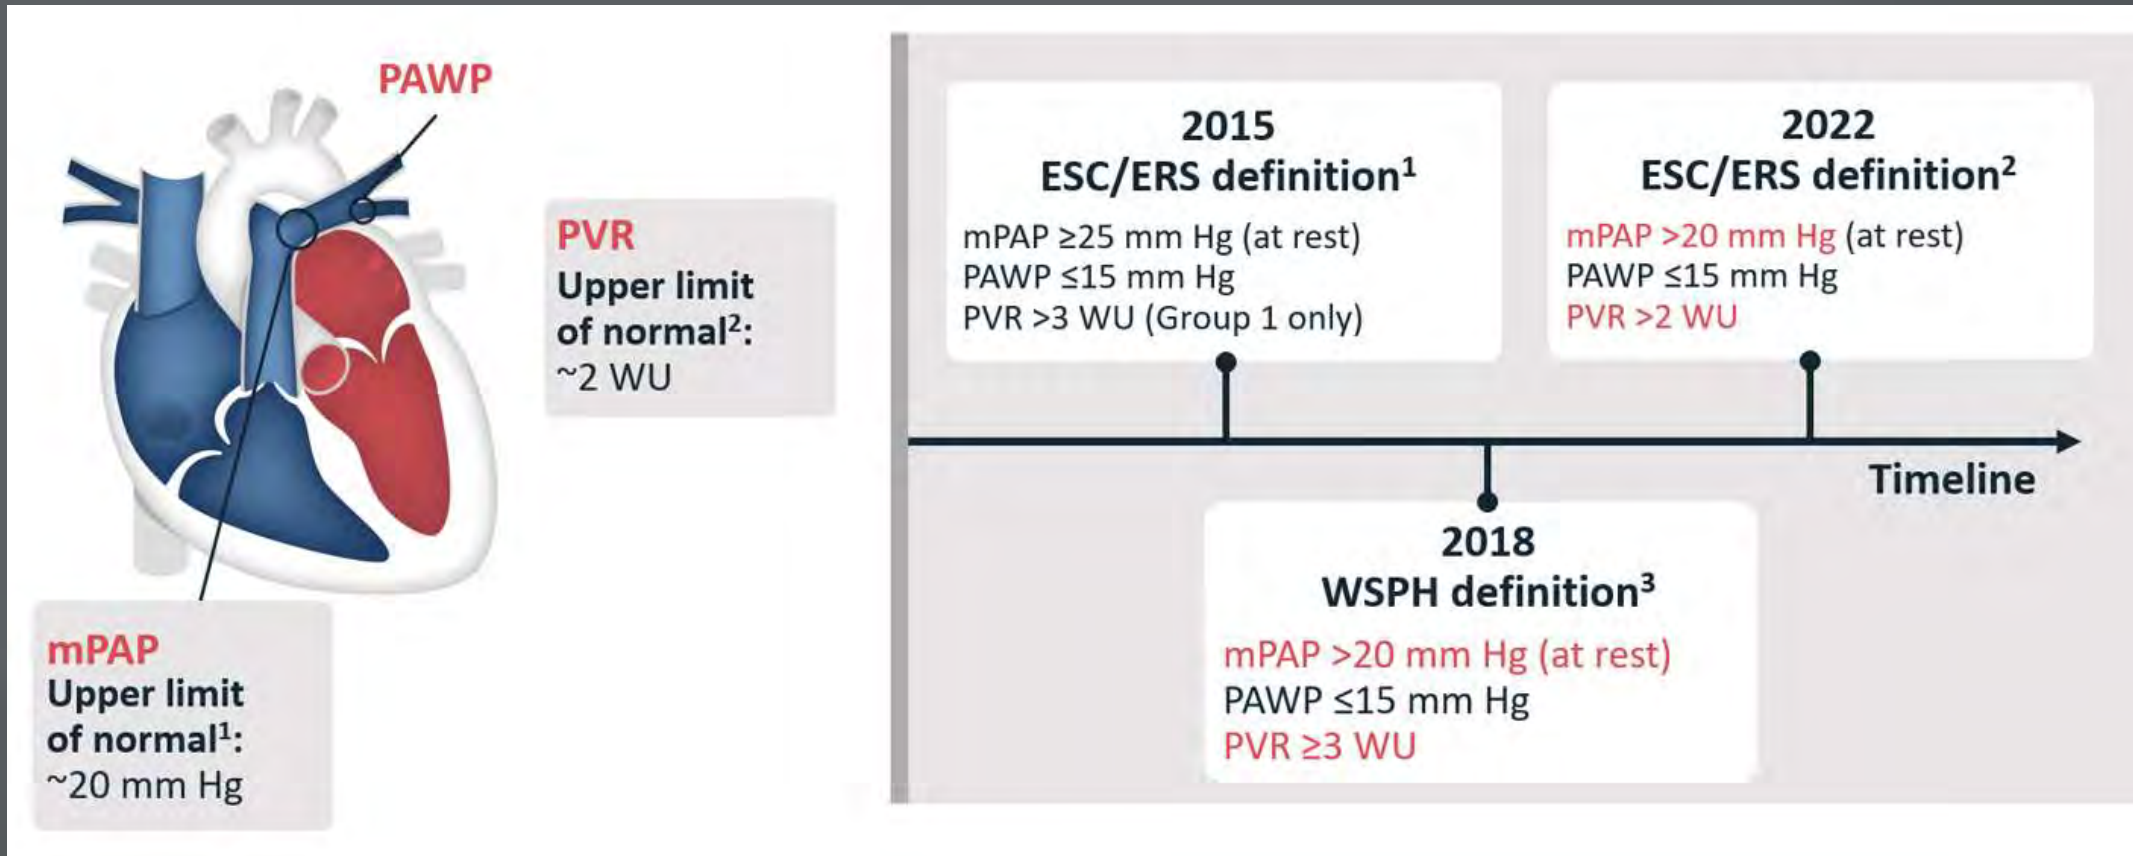 PAWP
PVR
Upper limit
of normal²:
~2 WU
mPAP
Upper limit
of normal¹:
~20 mm Hg
2015
ESC/ERS definition¹
mPAP ≥25 mm Hg (at rest)
PAWP ≤15 mm Hg
PVR >3 WU (Group 1 only)
2022
ESC/ERS definition²
mPAP >20 mm Hg (at rest)
PAWP ≤15 mm Hg
PVR >2 WU
Timeline
2018
WSPH definition³
mPAP >20 mm Hg (at rest)
PAWP ≤15 mm Hg
PVR ≥3 WU